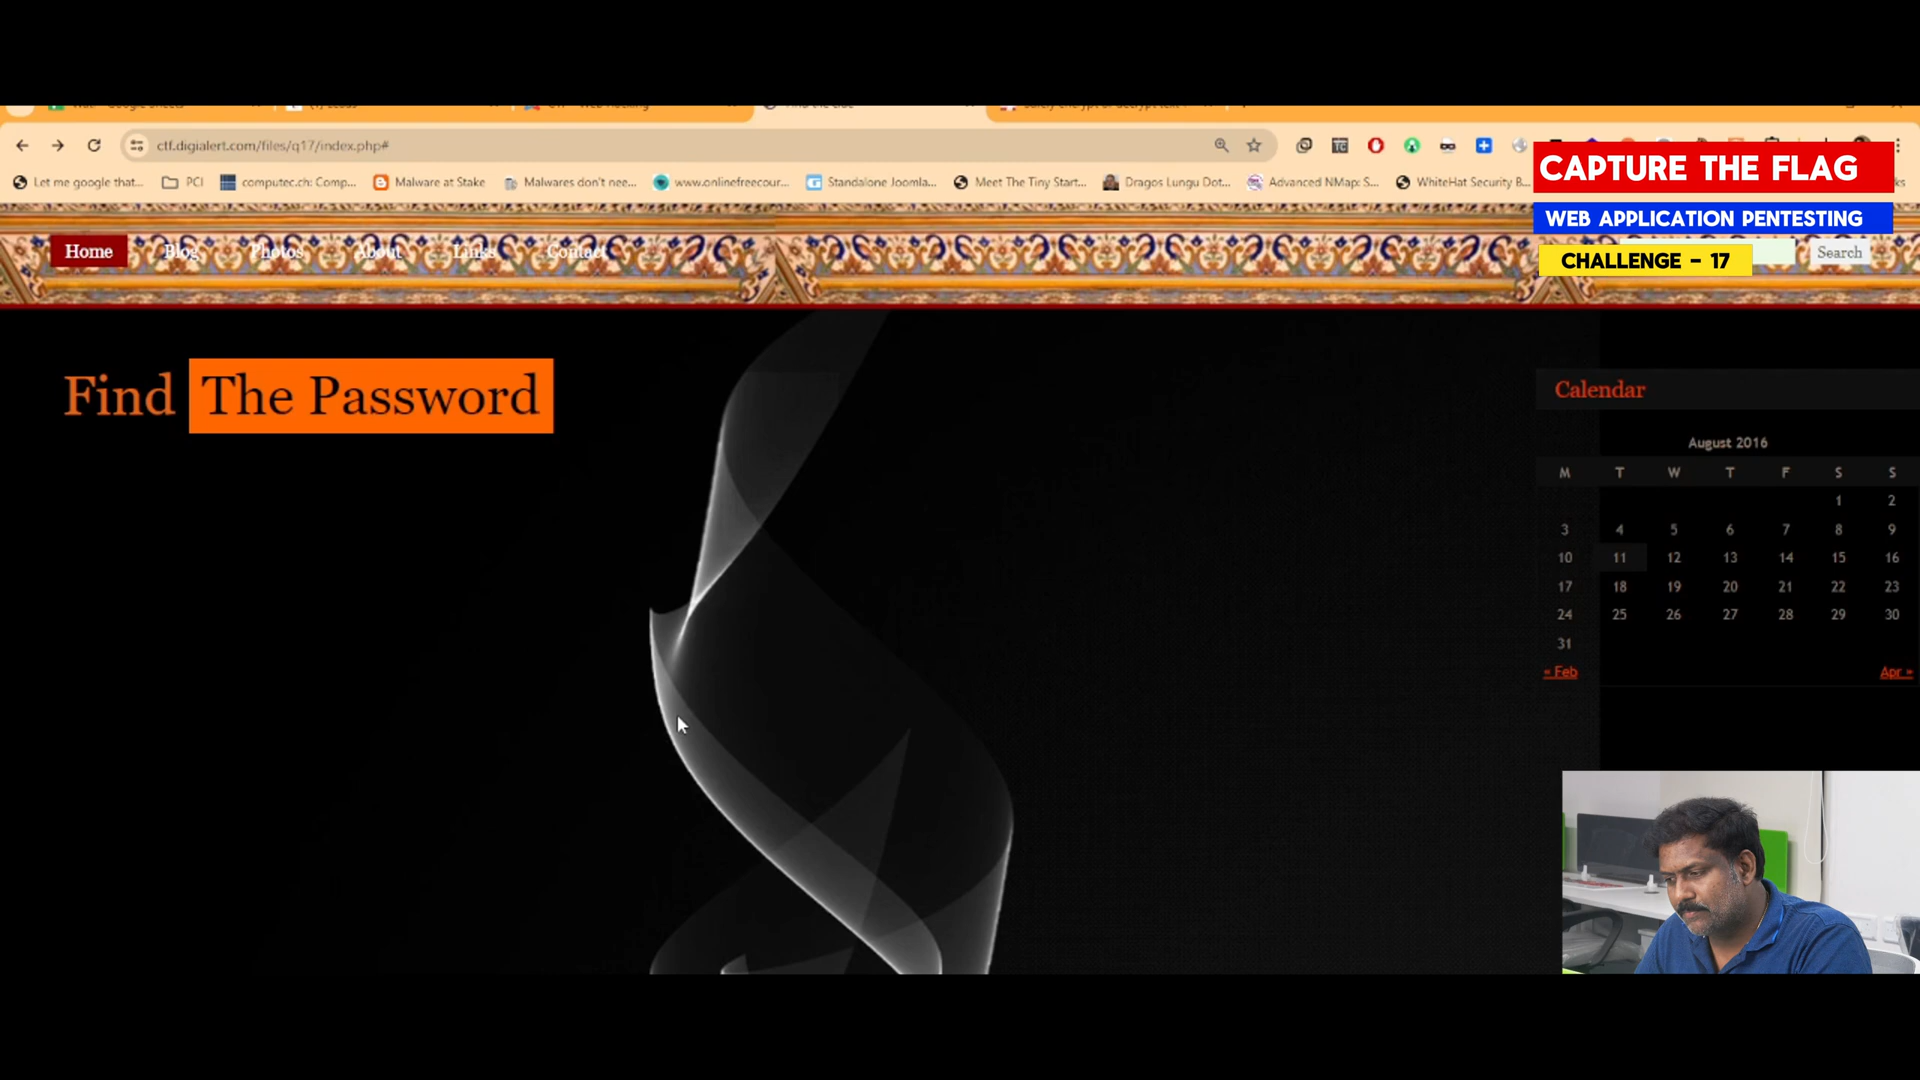 ctf.digialert.com/files/q17/index.php#
Let me google that...
PCI
computec.ch: Comp...
Malware at Stake
Malwares don't nee...
www.onlinefreecour...
Standalone Joomla...
Meet The Tiny Start...
Dragos Lungu Dot...
Advanced NMap: S...
WhiteHat Security B...
CAPTURE THE FLAG
WEB APPLICATION PENTESTING
CHALLENGE - 17
Home
Blog
Photos
About
Links
Contact
Search
Find The Password
Calendar
August 2016
M T W T F S S
1 2
3 4 5 6 7 8 9
10 11 12 13 14 15 16
17 18 19 20 21 22 23
24 25 26 27 28 29 30
31
« Feb
Apr »